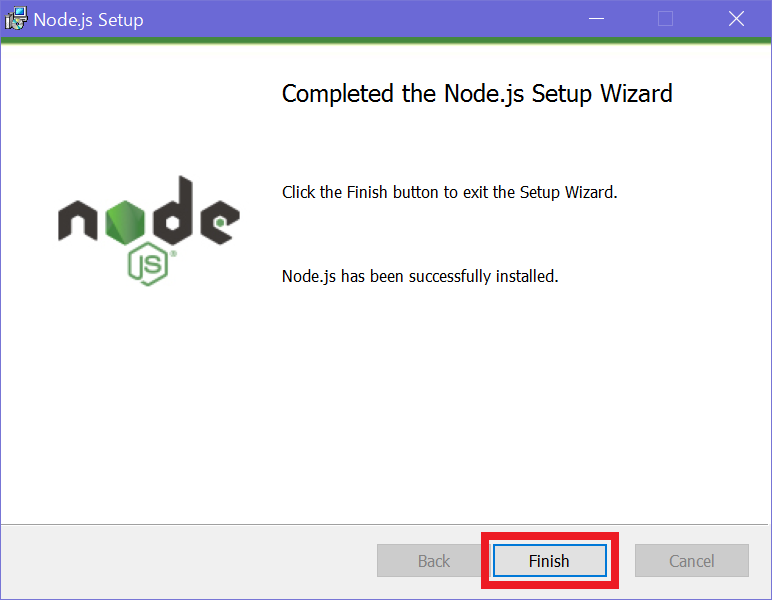 Node.js Setup
Completed the Node.js Setup Wizard
Click the Finish button to exit the Setup Wizard.
node
JS®
Node.js has been successfully installed.
Back Finish Cancel